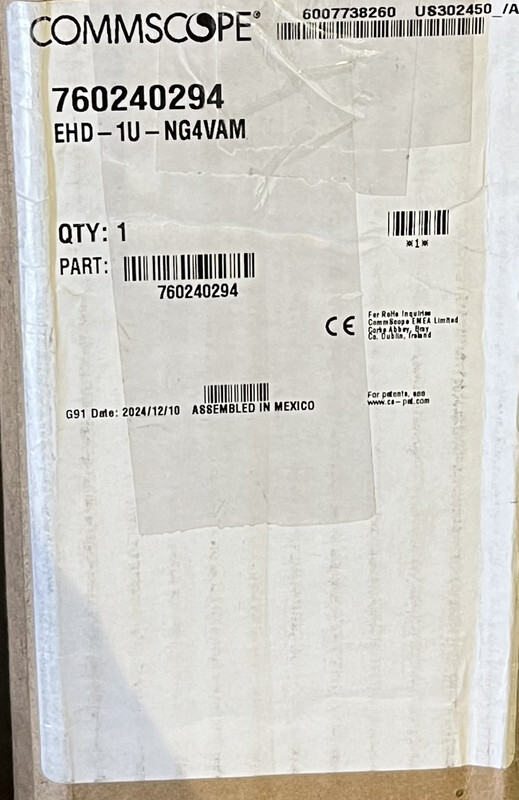 COMMSCOPE® 6007738260 US302450_/A
760240294
EHD-1U-NG4VAM
QTY: 1
*1*
PART:
760240294
CE
For RoHs Inquiries
CommScope EMEA Limited
Corke Abbey, Bray
Co. Dublin, Ireland
For patents, see
www.cs-pat.com
G91 Date: 2024/12/10 ASSEMBLED IN MEXICO